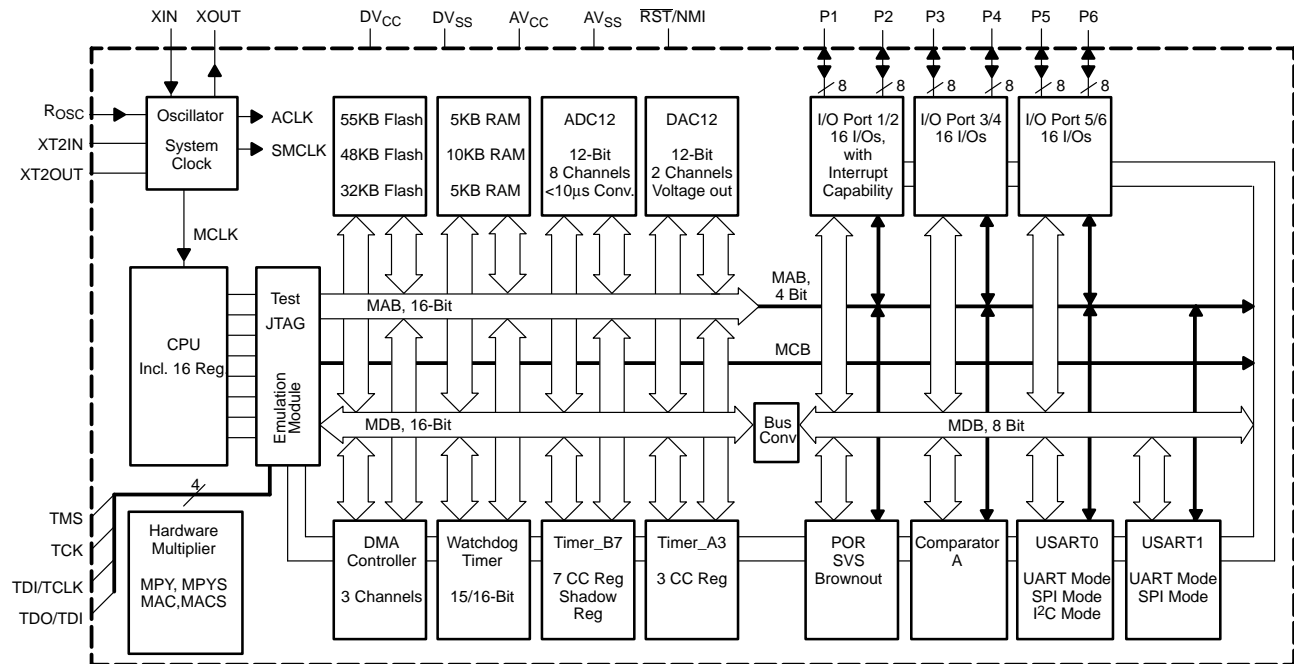 XIN
XOUT
DVCC
DVSS
AVCC
AVSS
RST/NMI
P1
P2
P3
P4
P5
P6
8
8
8
8
8
8
ROSC
XT2IN
XT2OUT
Oscillator
System
Clock
ACLK
SMCLK
MCLK
55KB Flash
48KB Flash
32KB Flash
5KB RAM
10KB RAM
5KB RAM
ADC12
12-Bit
8 Channels
<10µs Conv.
DAC12
12-Bit
2 Channels
Voltage out
I/O Port 1/2
16 I/Os,
with
Interrupt
Capability
I/O Port 3/4
16 I/Os
I/O Port 5/6
16 I/Os
CPU
Incl. 16 Reg.
Test
JTAG
Emulation
Module
MAB, 16-Bit
MAB,
4 Bit
MCB
MDB, 16-Bit
Bus
Conv
MDB, 8 Bit
4
TMS
TCK
TDI/TCLK
TDO/TDI
Hardware
Multiplier
MPY, MPYS
MAC,MACS
DMA
Controller
3 Channels
Watchdog
Timer
15/16-Bit
Timer_B7
7 CC Reg
Shadow
Reg
Timer_A3
3 CC Reg
POR
SVS
Brownout
Comparator
A
USART0
UART Mode
SPI Mode
I2C Mode
USART1
UART Mode
SPI Mode